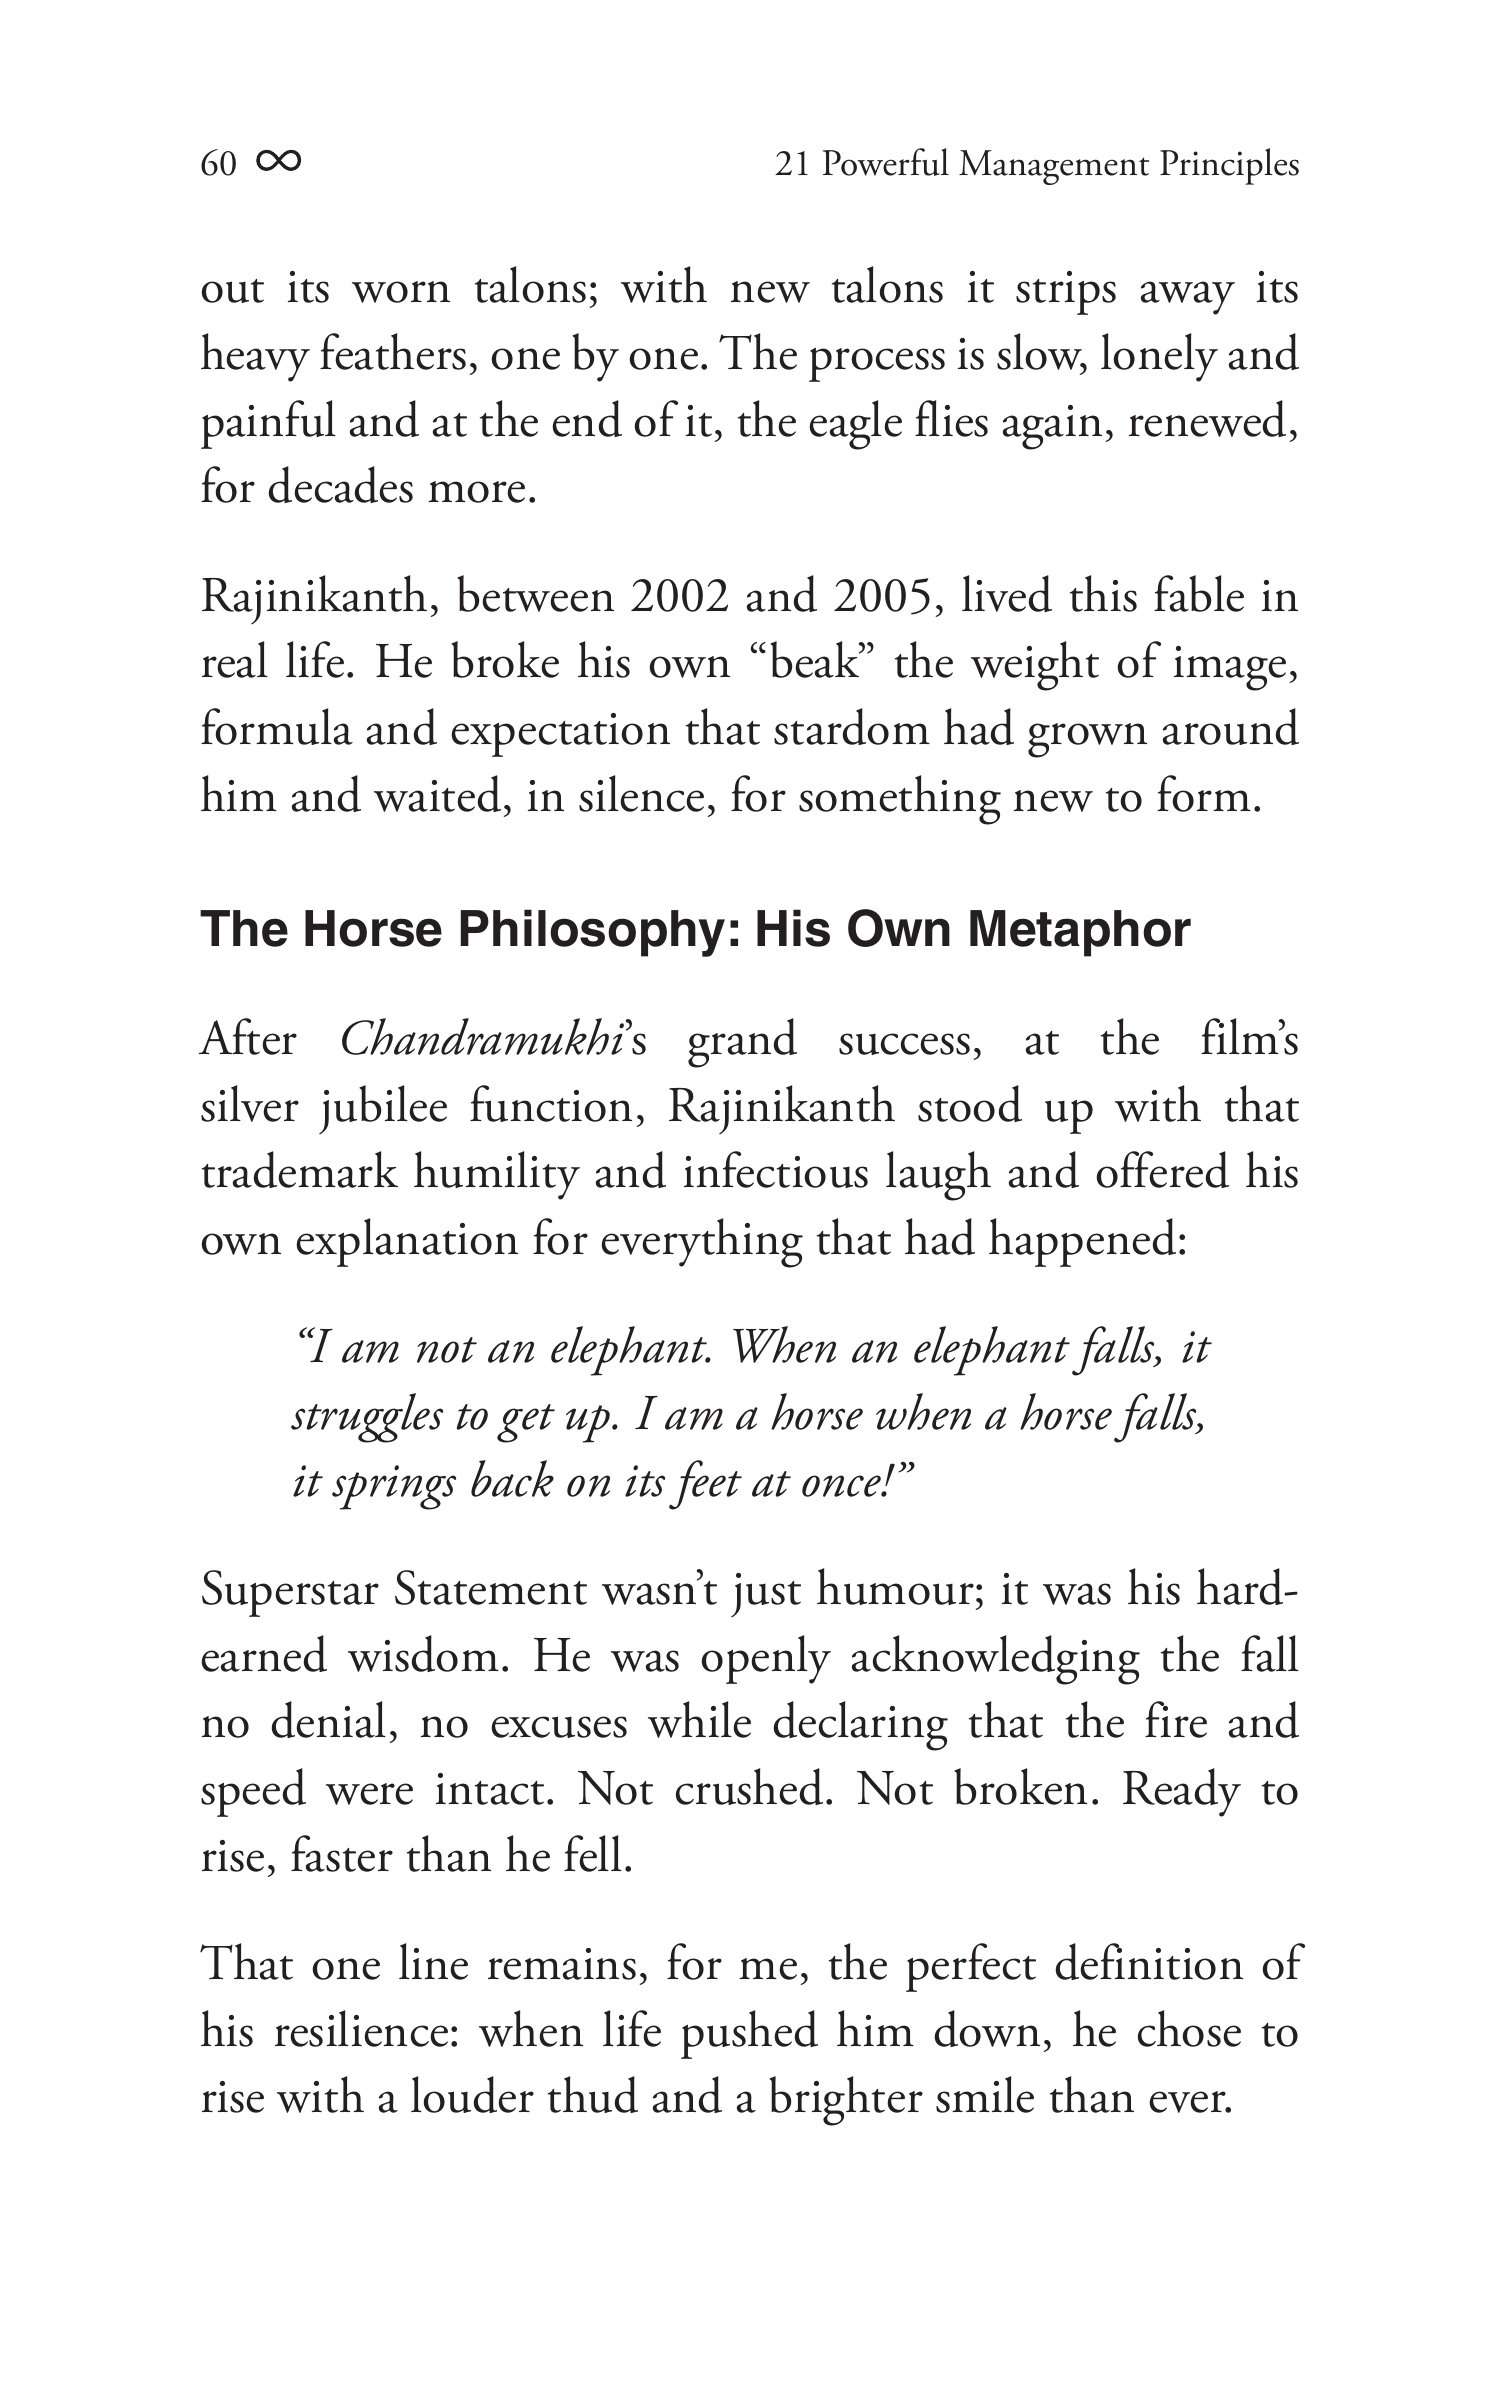 60 ∞ 21 Powerful Management Principles
out its worn talons; with new talons it strips away its
heavy feathers, one by one. The process is slow, lonely and
painful and at the end of it, the eagle flies again, renewed,
for decades more.
Rajinikanth, between 2002 and 2005, lived this fable in
real life. He broke his own “beak” the weight of image,
formula and expectation that stardom had grown around
him and waited, in silence, for something new to form.
The Horse Philosophy: His Own Metaphor
After Chandramukhi’s grand success, at the film’s
silver jubilee function, Rajinikanth stood up with that
trademark humility and infectious laugh and offered his
own explanation for everything that had happened:
“I am not an elephant. When an elephant falls, it
struggles to get up. I am a horse when a horse falls,
it springs back on its feet at once!”
Superstar Statement wasn’t just humour; it was his hard-
earned wisdom. He was openly acknowledging the fall
no denial, no excuses while declaring that the fire and
speed were intact. Not crushed. Not broken. Ready to
rise, faster than he fell.
That one line remains, for me, the perfect definition of
his resilience: when life pushed him down, he chose to
rise with a louder thud and a brighter smile than ever.